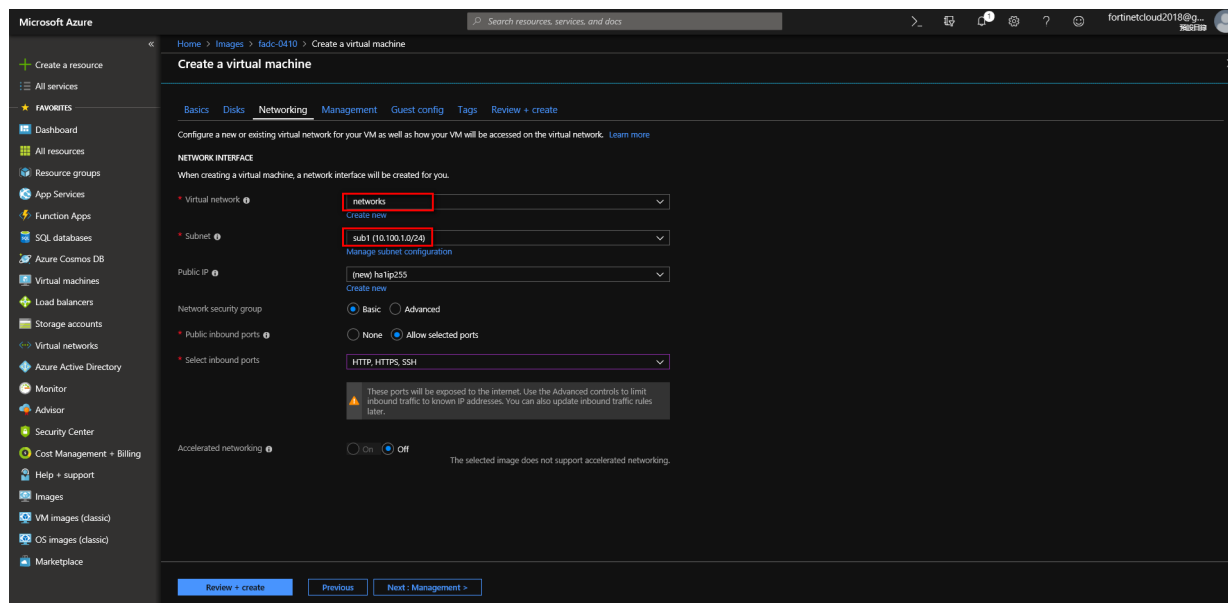 Microsoft Azure
Search resources, services, and docs
fortinetcloud2018@g...
預設目錄
Home > Images > fadc-0410 > Create a virtual machine
Create a virtual machine
Create a resource
All services
FAVORITES
Dashboard
All resources
Resource groups
App Services
Function Apps
SQL databases
Azure Cosmos DB
Virtual machines
Load balancers
Storage accounts
Virtual networks
Azure Active Directory
Monitor
Advisor
Security Center
Cost Management + Billing
Help + support
Images
VM images (classic)
OS images (classic)
Marketplace
Basics Disks Networking Management Guest config Tags Review + create
Configure a new or existing virtual network for your VM as well as how your VM will be accessed on the virtual network. Learn more
NETWORK INTERFACE
When creating a virtual machine, a network interface will be created for you.
* Virtual network
networks
Create new
* Subnet
sub1 (10.100.1.0/24)
Manage subnet configuration
Public IP
(new) ha1ip255
Create new
Network security group
Basic Advanced
* Public inbound ports
None Allow selected ports
* Select inbound ports
HTTP, HTTPS, SSH
These ports will be exposed to the internet. Use the Advanced controls to limit
inbound traffic to known IP addresses. You can also update inbound traffic rules
later.
Accelerated networking
On Off
The selected image does not support accelerated networking.
Review + create
Previous
Next : Management >